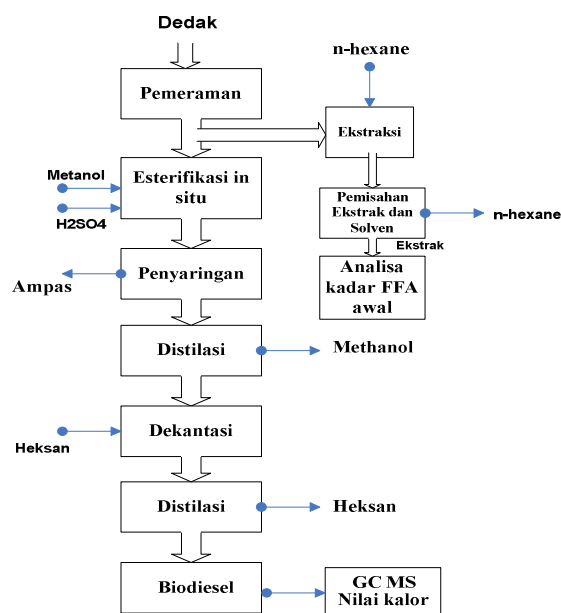 Dedak
n-hexane
Pemeraman
Ekstraksi
Metanol
Esterifikasi in
situ
H2SO4
Pemisahan
Ekstrak dan
Solven
n-hexane
Ekstrak
Ampas
Penyaringan
Analisa
kadar FFA
awal
Distilasi
Methanol
Heksan
Dekantasi
Distilasi
Heksan
Biodiesel
GC MS
Nilai kalor